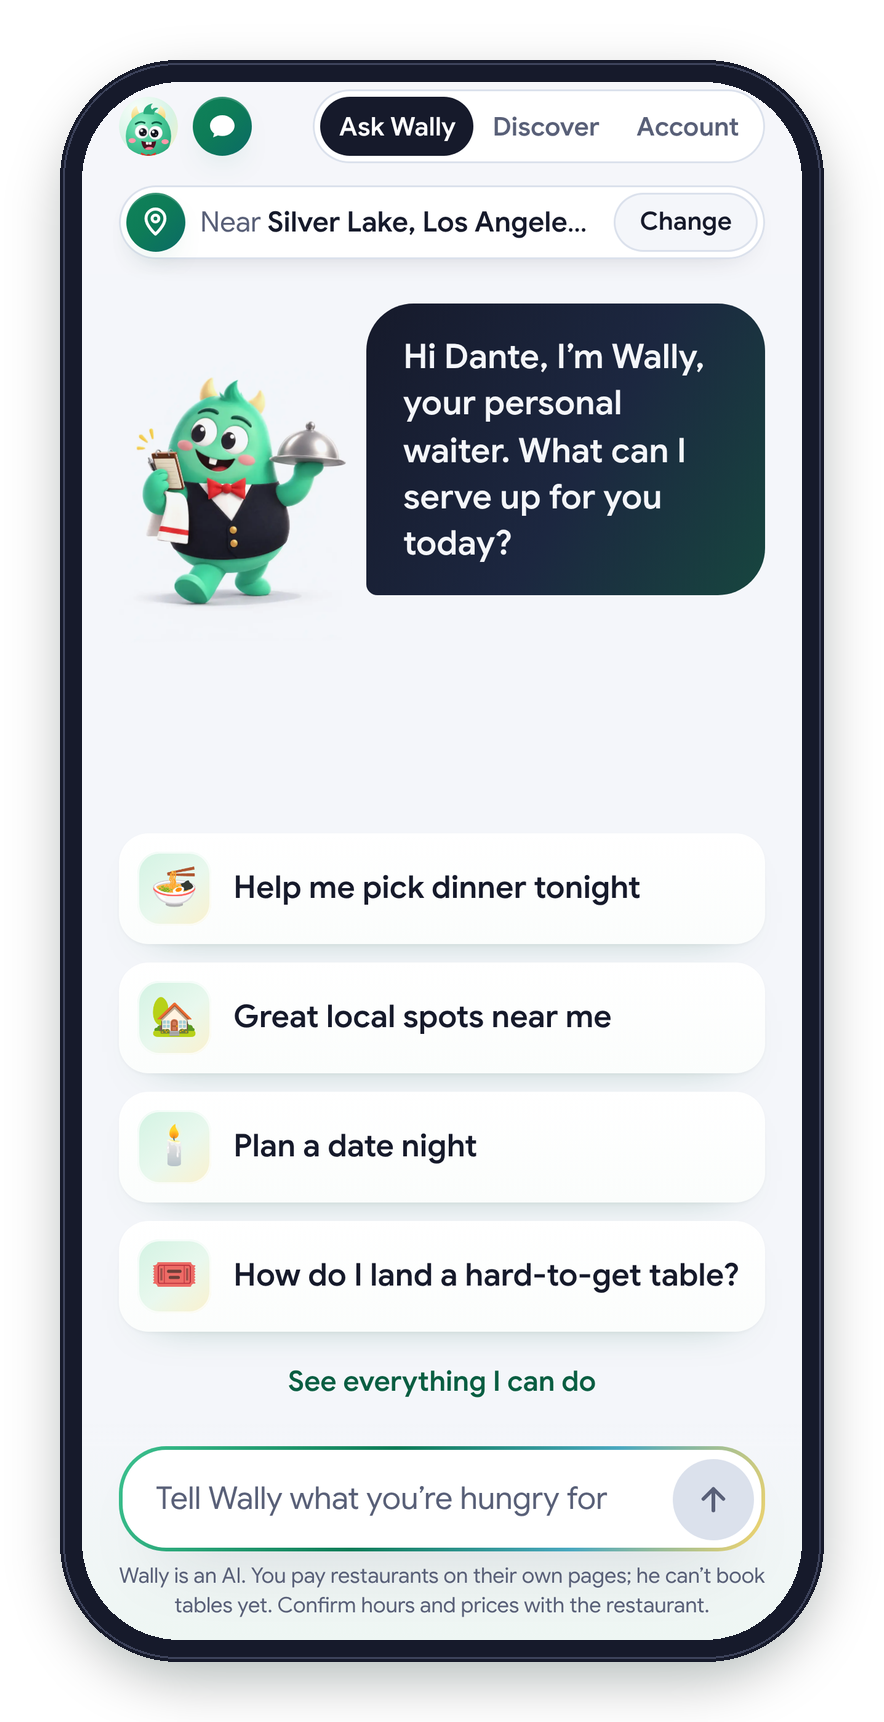 Ask Wally
Discover
Account
Near Silver Lake, Los Angele...
Change
Hi Dante, I’m Wally,
your personal
waiter. What can I
serve up for you
today?
Help me pick dinner tonight
Great local spots near me
Plan a date night
How do I land a hard-to-get table?
See everything I can do
Tell Wally what you’re hungry for
Wally is an AI. You pay restaurants on their own pages; he can’t book
tables yet. Confirm hours and prices with the restaurant.